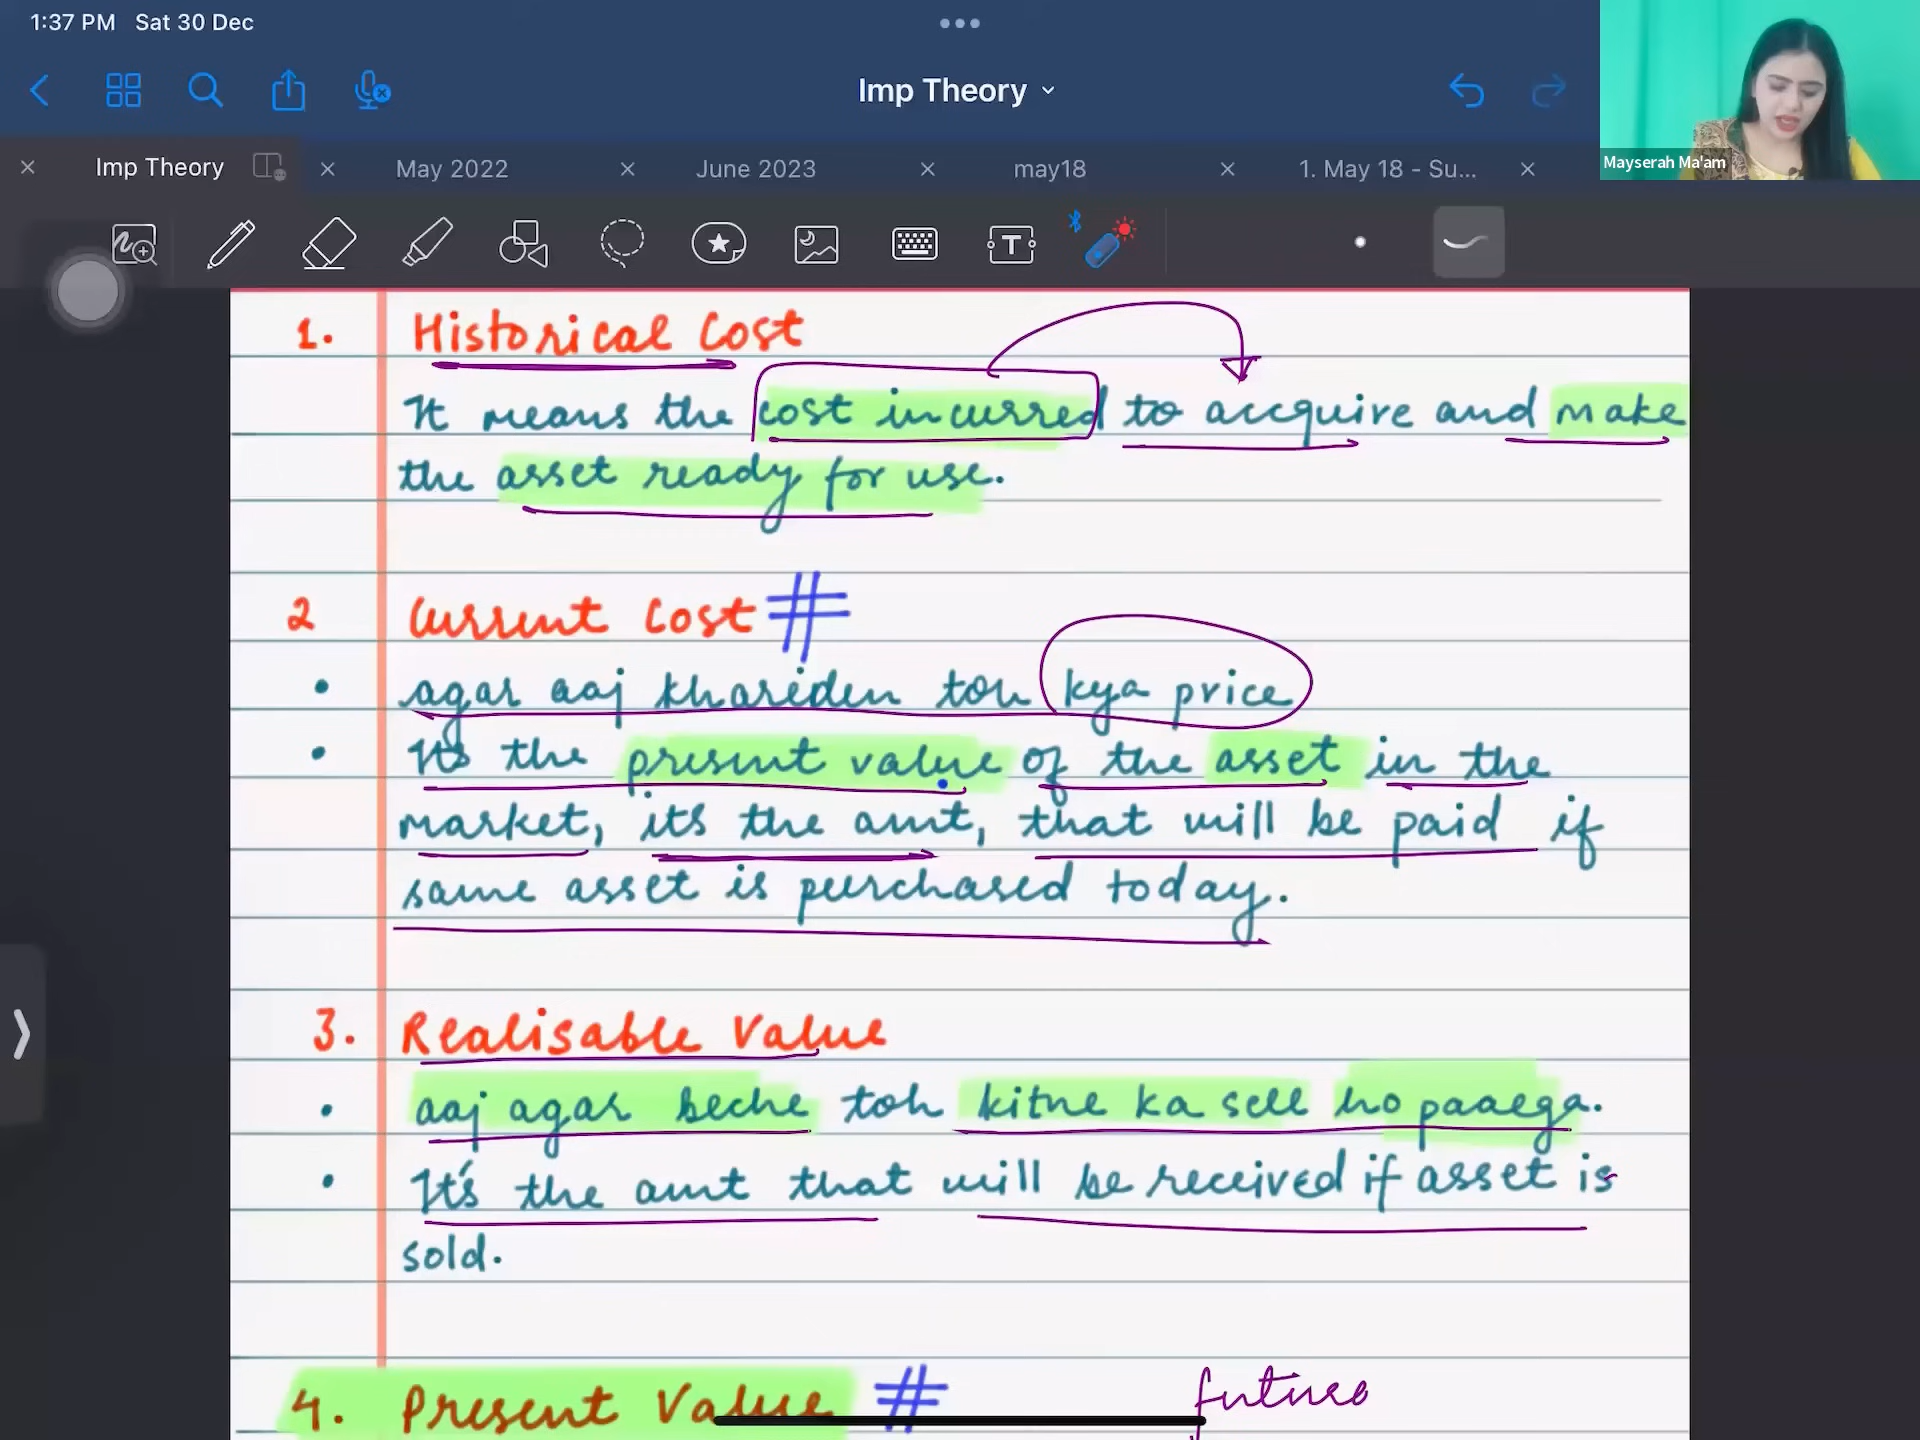 1:37 PM Sat 30 Dec
Imp Theory
Mayserah Ma'am
Imp Theory May 2022 June 2023 may18 1. May 18 - Su...
T
1. Historical Cost
It means the cost incurred to accquire and make
the asset ready for use.
2 Current Cost #
• agar aaj khariden toh kya price
• It's the present value of the asset in the
market, its the amt, that will be paid if
same asset is purchased today.
3. Realisable Value
• aaj agar beche toh kitne ka sell ho paaega.
• It's the amt that will be received if asset is
sold.
4. Present Value # future